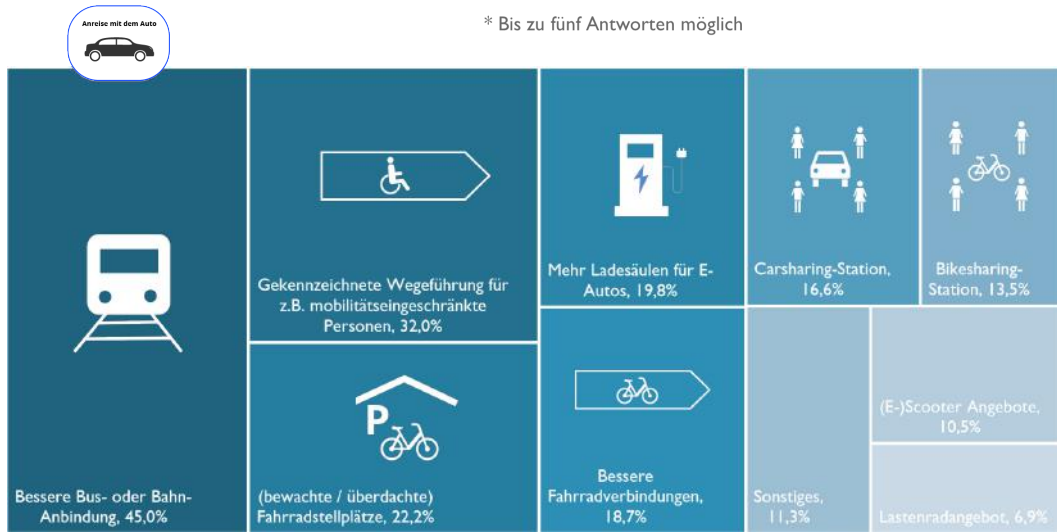 Anreise mit dem Auto
* Bis zu fünf Antworten möglich
Bessere Bus- oder Bahn-
Anbindung, 45,0%
Gekennzeichnete Wegeführung für
z.B. mobilitätseingeschränkte
Personen, 32,0%
P
(bewachte / überdachte)
Fahrradstellplätze, 22,2%
Mehr Ladesäulen für E-
Autos, 19,8%
Bessere
Fahrradverbindungen,
18,7%
Carsharing-Station,
16,6%
Bikesharing-
Station, 13,5%
Sonstiges,
11,3%
(E-)Scooter Angebote,
10,5%
Lastenradangebot, 6,9%